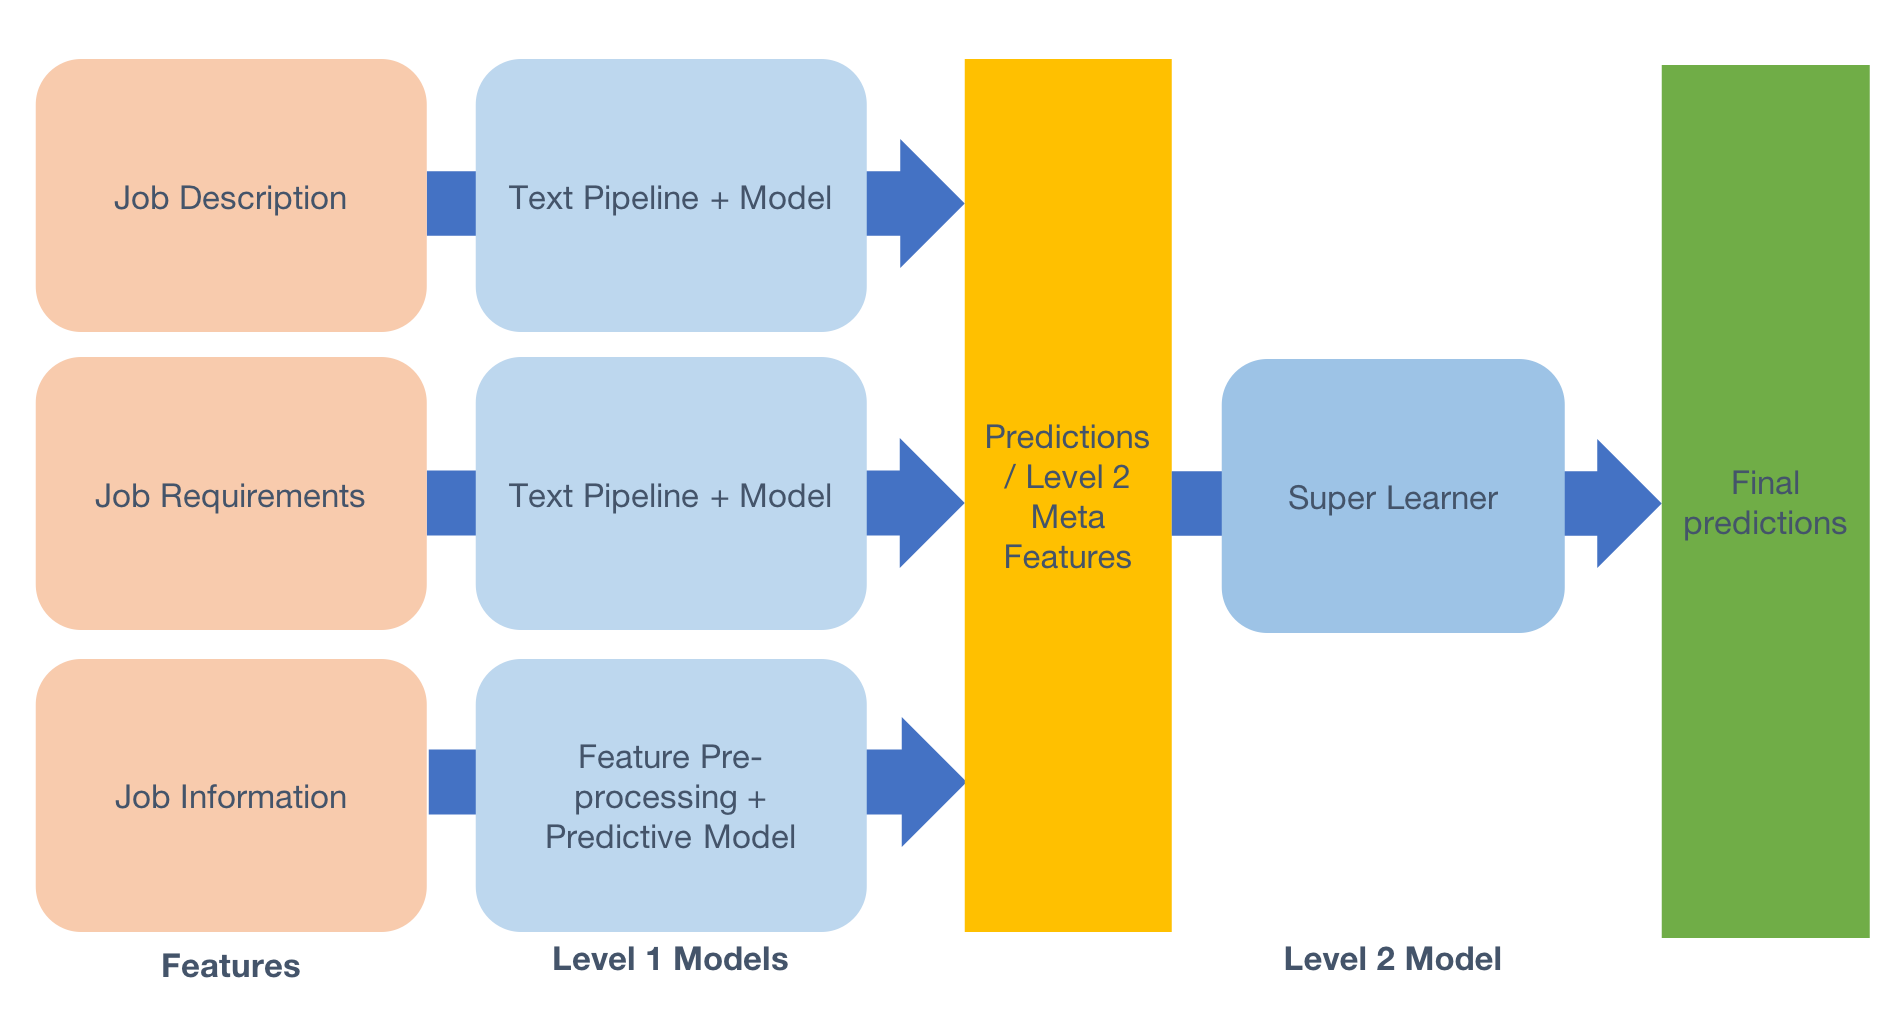 Job Description
Text Pipeline + Model
Job Requirements
Text Pipeline + Model
Job Information
Feature Pre-
processing +
Predictive Model
Predictions
/ Level 2
Meta
Features
Super Learner
Final
predictions
Features
Level 1 Models
Level 2 Model